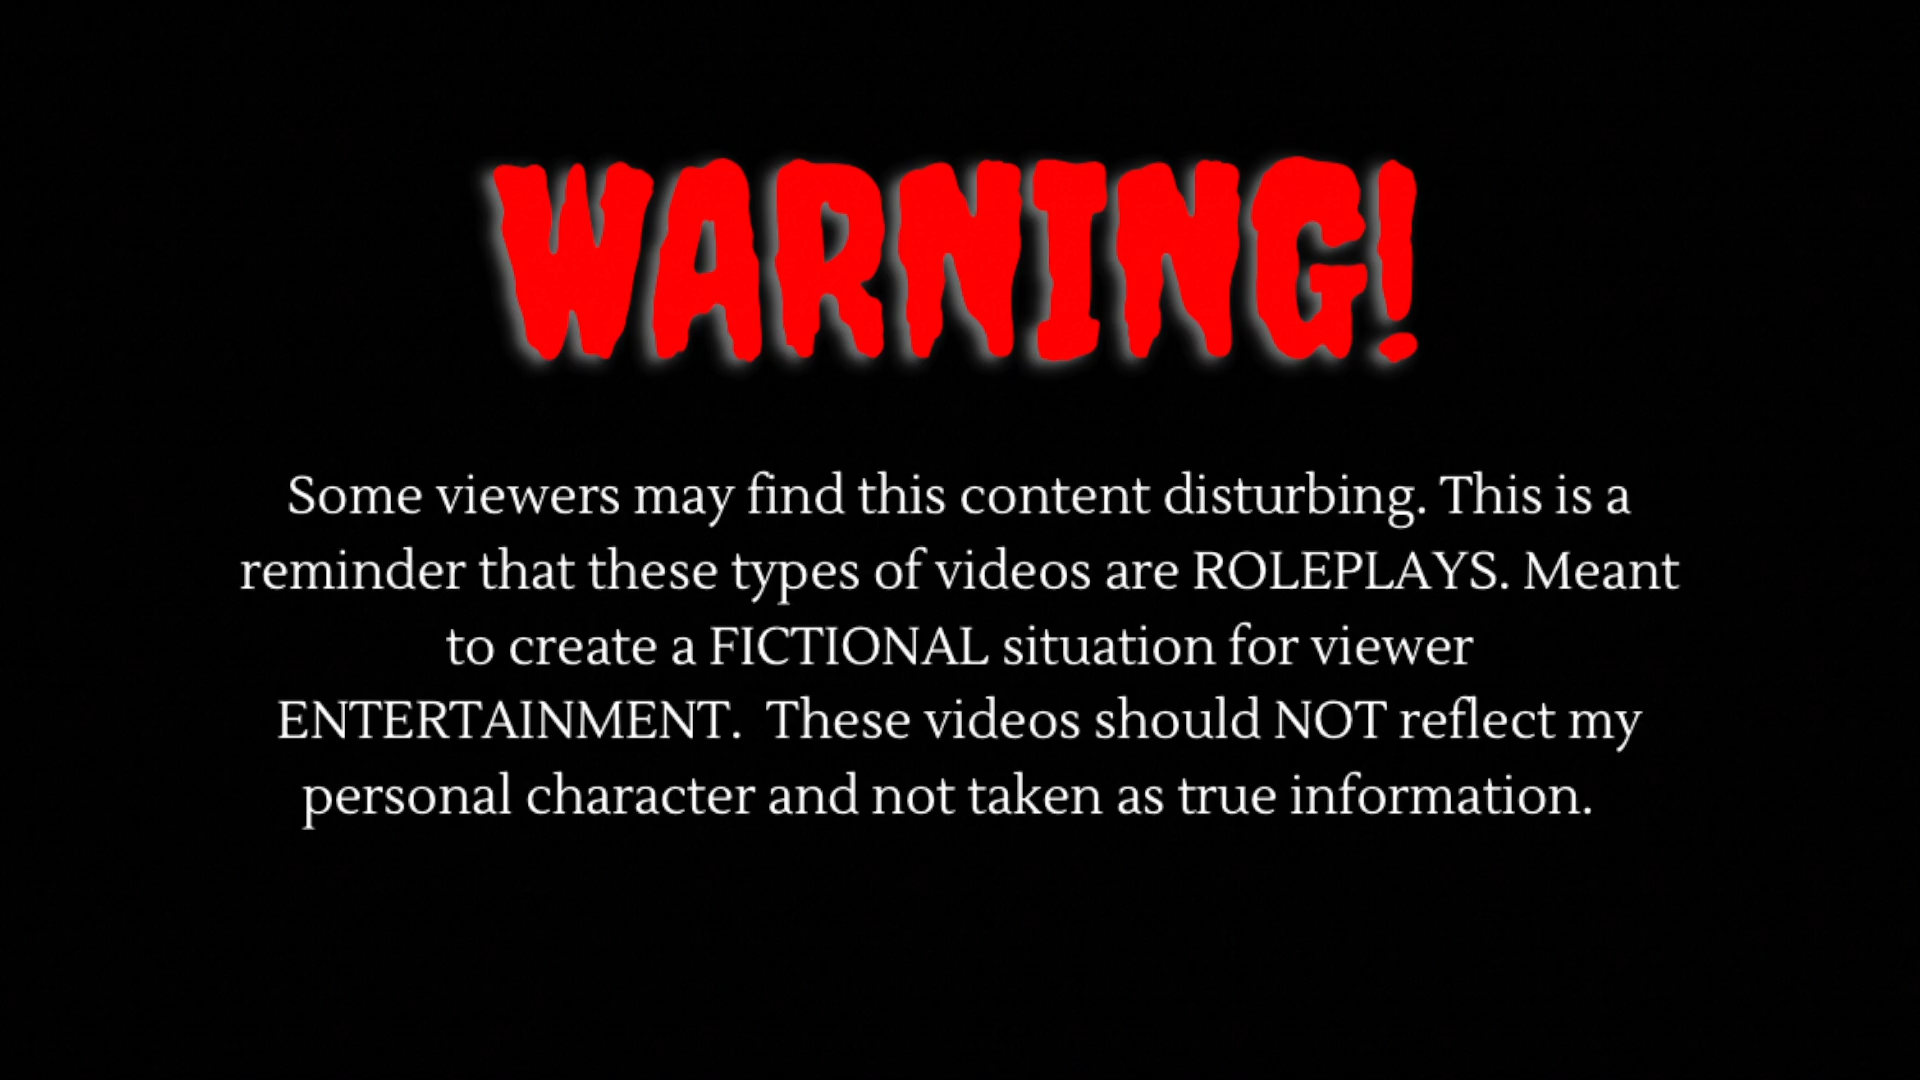 WARNING!
Some viewers may find this content disturbing. This is a
reminder that these types of videos are ROLEPLAYS. Meant
to create a FICTIONAL situation for viewer
ENTERTAINMENT.  These videos should NOT reflect my
personal character and not taken as true information.